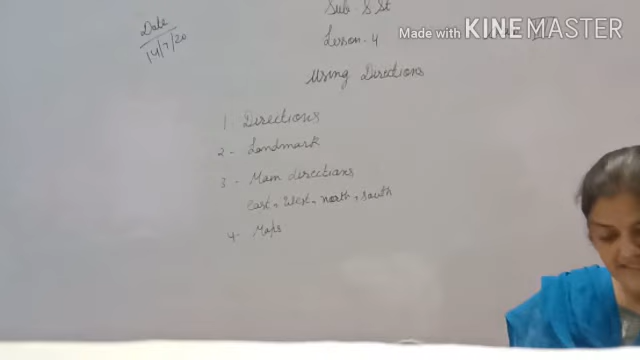 Sub- S.St
Made with KINEMASTER
Date
14/7/20
Lesson-4
Using Directions
1 Directions
2- Landmark
3- Main directions
East, West, north, South
4- Maps